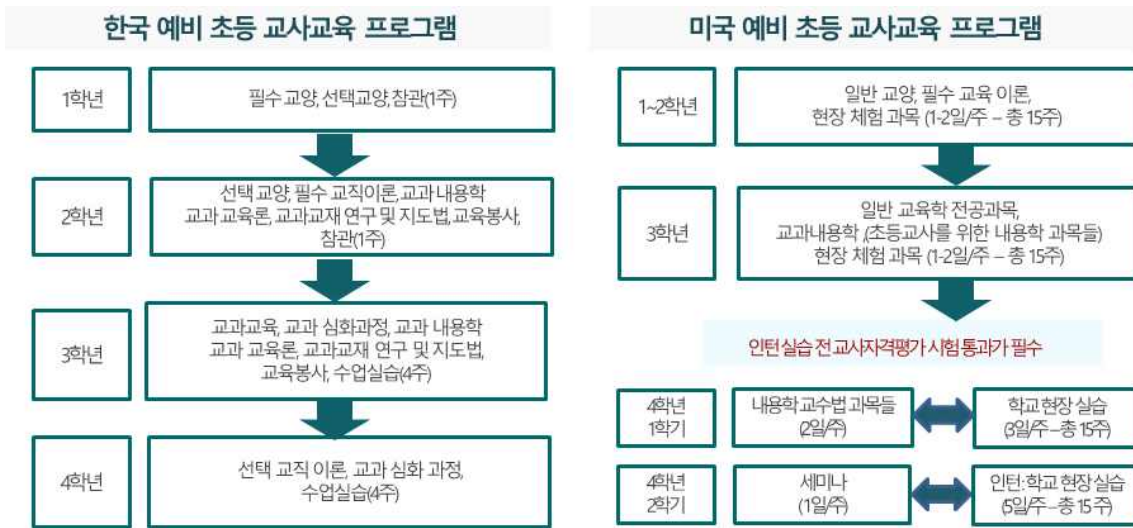 한국 예비 초등 교사교육 프로그램
1학년
필수 교양, 선택교양, 참관(1주)
2학년
선택 교양, 필수 교직이론, 교과 내용학
교과 교육론, 교과교재 연구 및 지도법, 교육봉사,
참관(1주)
3학년
교과교육, 교과 심화과정, 교과 내용학
교과 교육론, 교과교재 연구 및 지도법,
교육봉사, 수업실습(4주)
4학년
선택 교직 이론, 교과 심화 과정,
수업실습(4주)
미국 예비 초등 교사교육 프로그램
1~2학년
일반 교양, 필수 교육 이론,
현장 체험 과목 (1-2일/주 – 총 15주)
3학년
일반 교육학 전공과목,
교과내용학 ,(초등교사를 위한 내용학 과목들)
현장 체험 과목 (1-2일/주 – 총 15주)
인턴 실습 전 교사자격평가 시험 통과가 필수
4학년
1학기
내용학 교수법 과목들
(2일/주)
학교 현장 실습
(3일/주 – 총 15주)
4학년
2학기
세미나
(1일/주)
인턴: 학교 현장 실습
(5일/주 – 총 15 주)